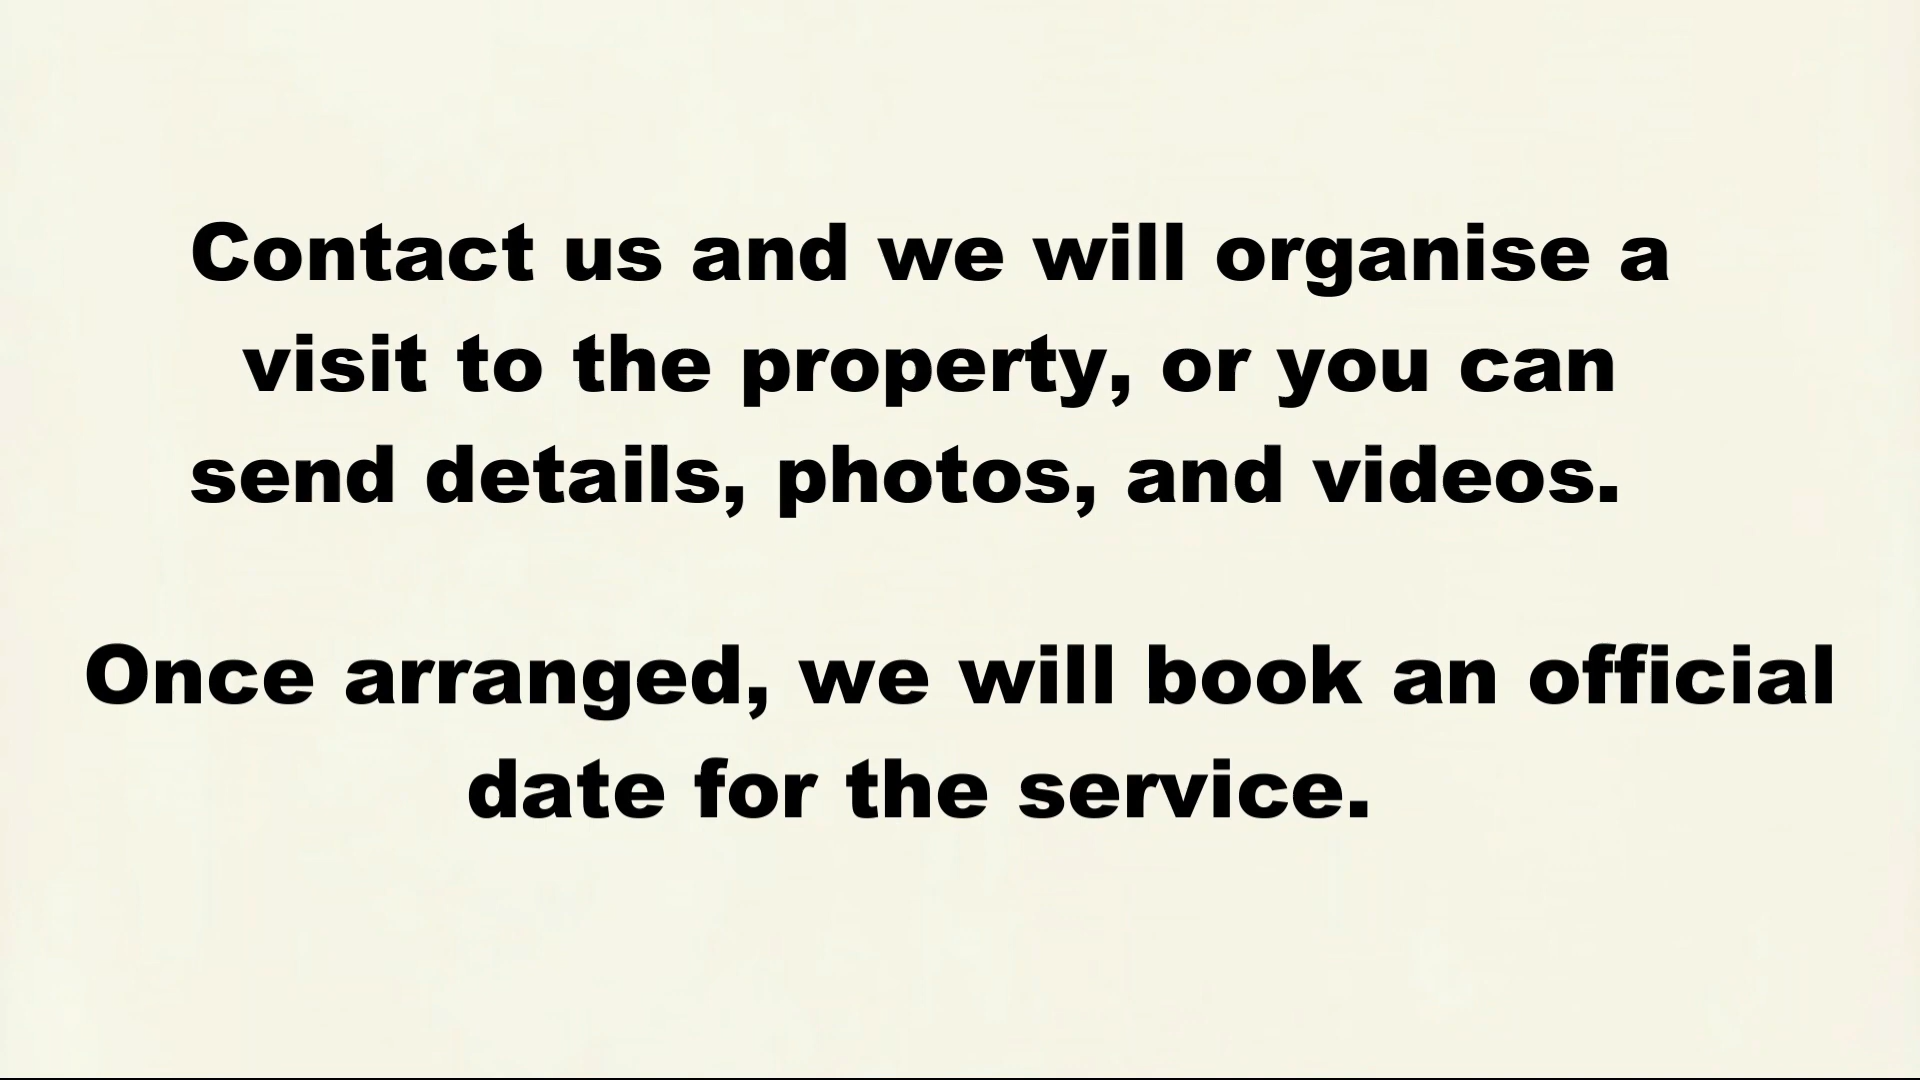 Contact us and we will organise a
visit to the property, or you can
send details, photos, and videos.
Once arranged, we will book an official
date for the service.